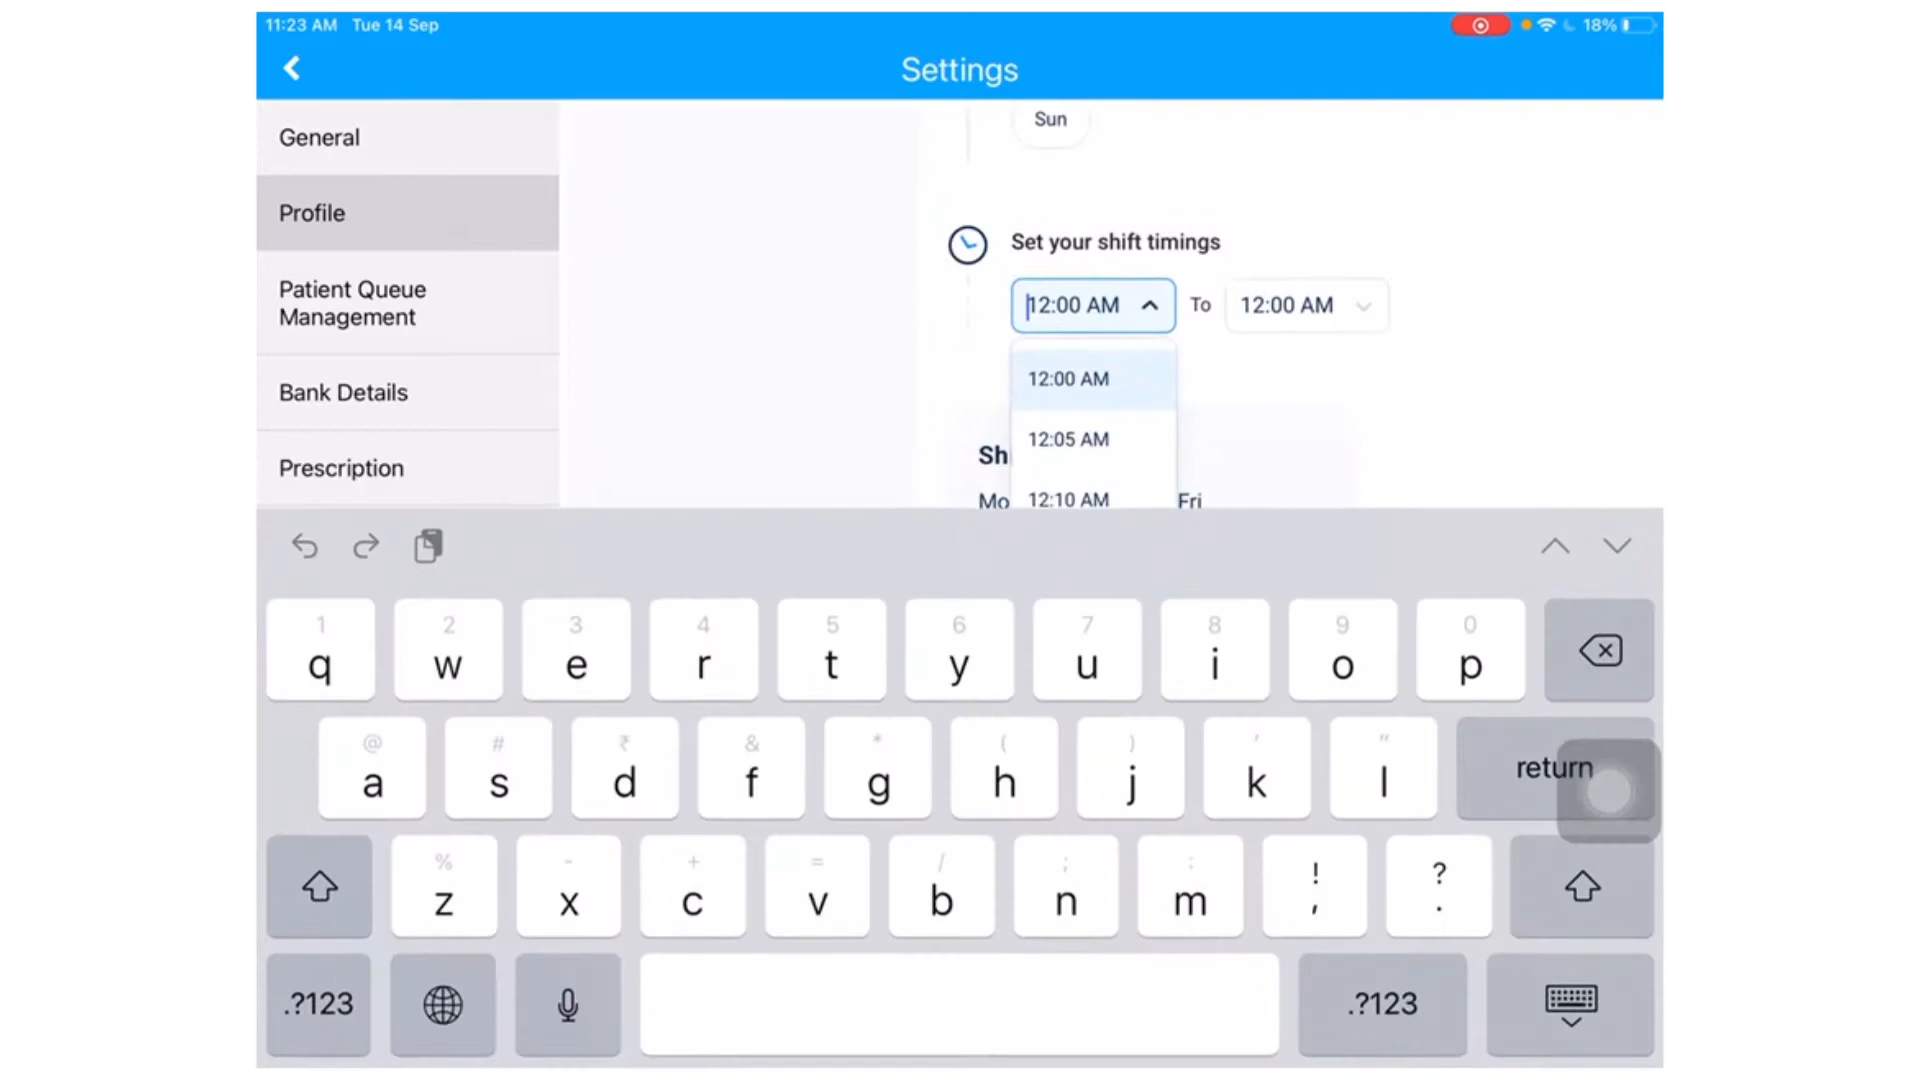 11:23 AM Tue 14 Sep
18%
Settings
General
Profile
Patient Queue
Management
Bank Details
Prescription
Sun
Set your shift timings
12:00 AM To 12:00 AM
12:00 AM
12:05 AM
12:10 AM
Sh
Mo
Fri
1 2 3 4 5 6 7 8 9 0
q w e r t y u i o p
@ # ₹ & * ( ) ' "
a s d f g h j k l return
% - + = / ; : ! ?
z x c v b n m , .
.?123 .?123